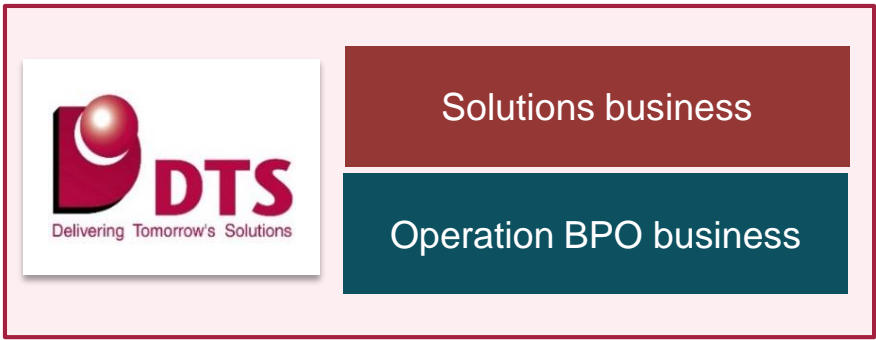 DTS
Delivering Tomorrow's Solutions
Solutions business
Operation BPO business